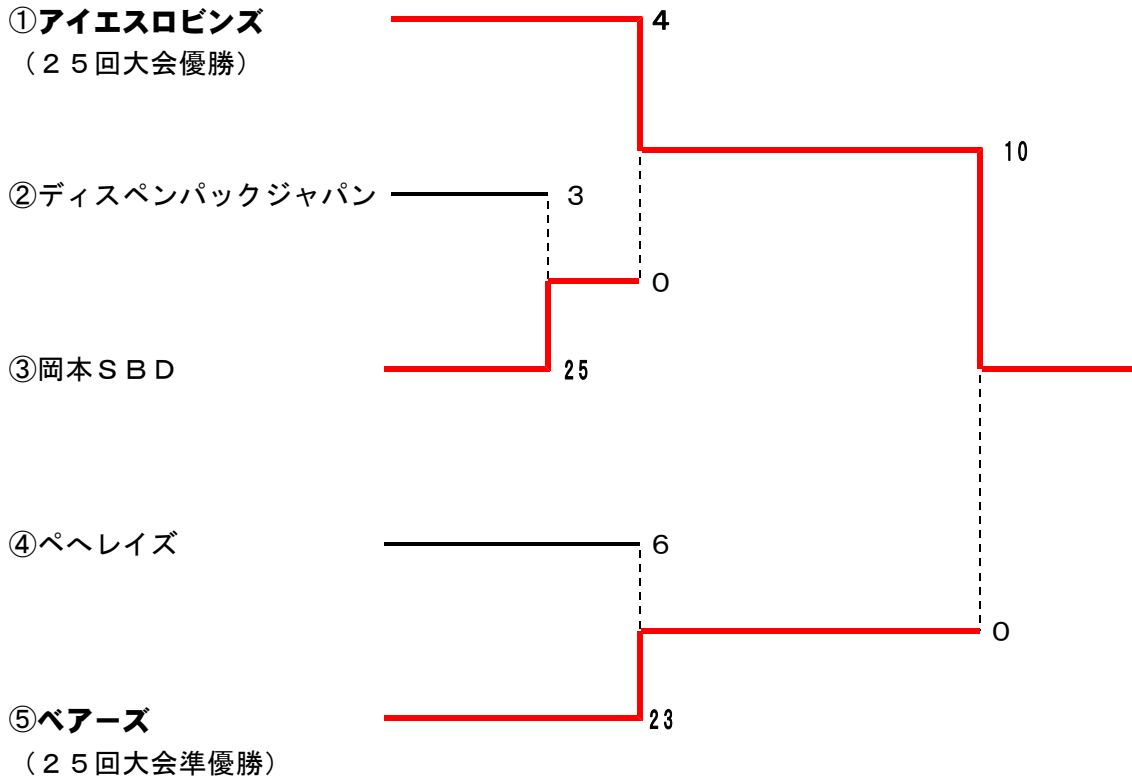 ①アイエスロビンズ
4
（２５回大会優勝）
10
②ディスペンパックジャパン
３
０
③岡本ＳＢＤ
25
④ペヘレイズ
６
０
⑤ベアーズ
23
（２５回大会準優勝）